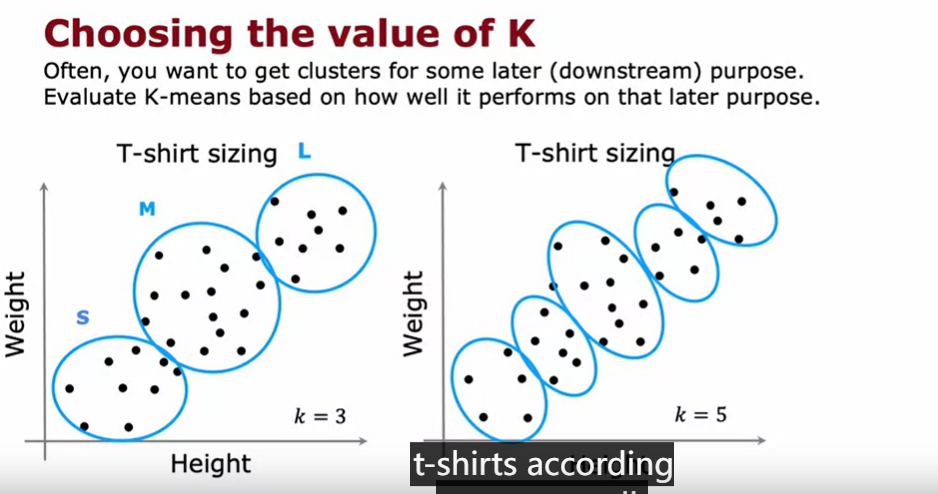 Choosing the value of K
Often, you want to get clusters for some later (downstream) purpose.
Evaluate K-means based on how well it performs on that later purpose.
T-shirt sizing
L
M
S
Weight
k = 3
Height
T-shirt sizing
Weight
k = 5
t-shirts according